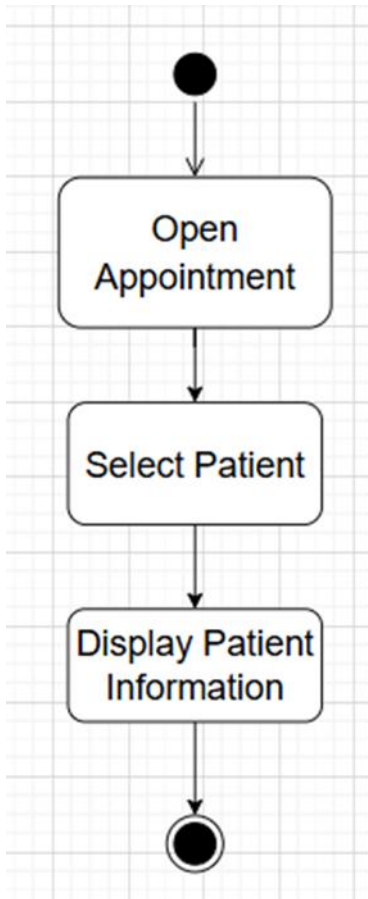 Open
Appointment
Select Patient
Display Patient
Information